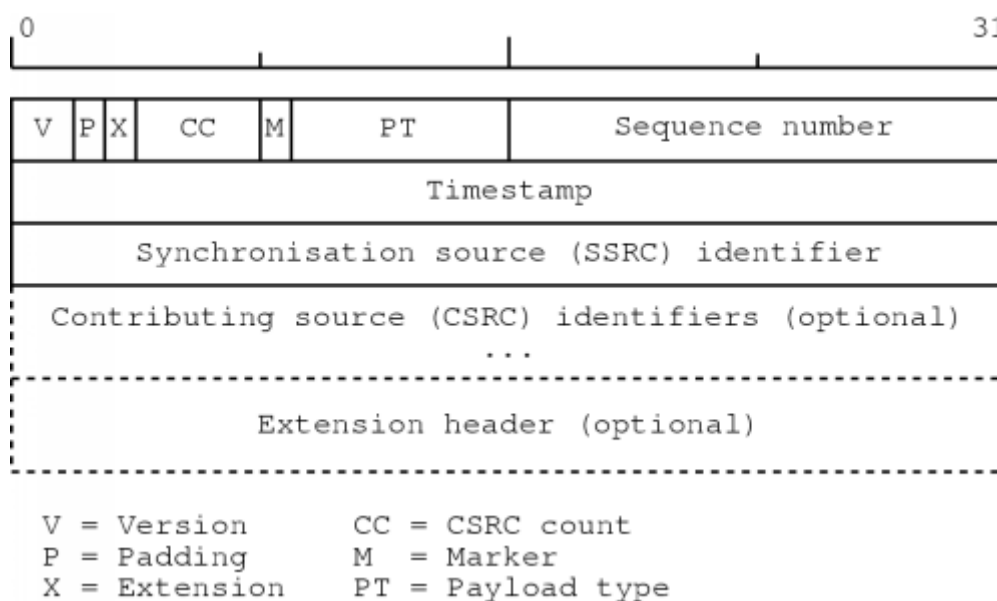 0 31
V P X CC M PT Sequence number
Timestamp
Synchronisation source (SSRC) identifier
Contributing source (CSRC) identifiers (optional)
...
Extension header (optional)
V = Version CC = CSRC count
P = Padding M = Marker
X = Extension PT = Payload type